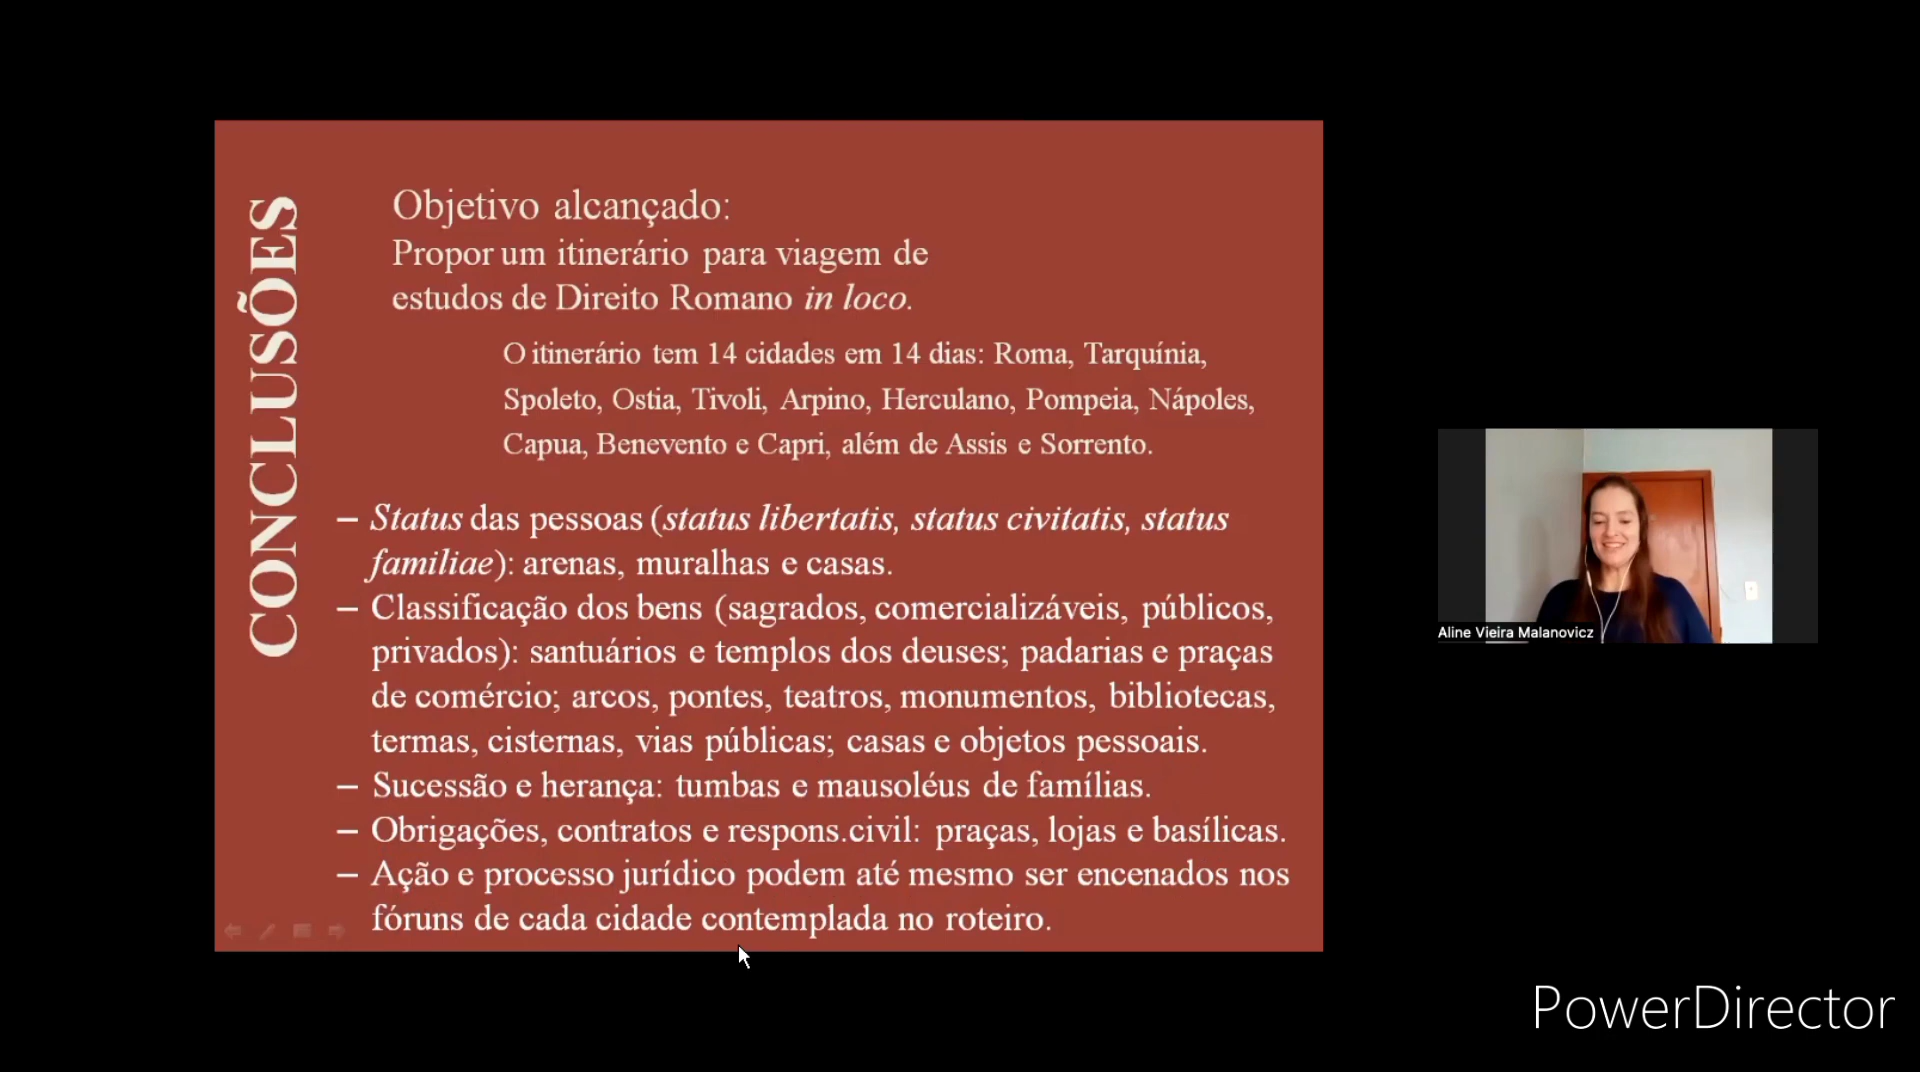 CONCLUSÕES
Objetivo alcançado:
Propor um itinerário para viagem de
estudos de Direito Romano in loco.
O itinerário tem 14 cidades em 14 dias: Roma, Tarquínia,
Spoleto, Ostia, Tivoli, Arpino, Herculano, Pompeia, Nápoles,
Capua, Benevento e Capri, além de Assis e Sorrento.
– Status das pessoas (status libertatis, status civitatis, status
familiae): arenas, muralhas e casas.
– Classificação dos bens (sagrados, comercializáveis, públicos,
privados): santuários e templos dos deuses; padarias e praças
de comércio; arcos, pontes, teatros, monumentos, bibliotecas,
termas, cisternas, vias públicas; casas e objetos pessoais.
– Sucessão e herança: tumbas e mausoléus de famílias.
– Obrigações, contratos e respons.civil: praças, lojas e basílicas.
– Ação e processo jurídico podem até mesmo ser encenados nos
fóruns de cada cidade contemplada no roteiro.
Aline Vieira Malanovicz
PowerDirector